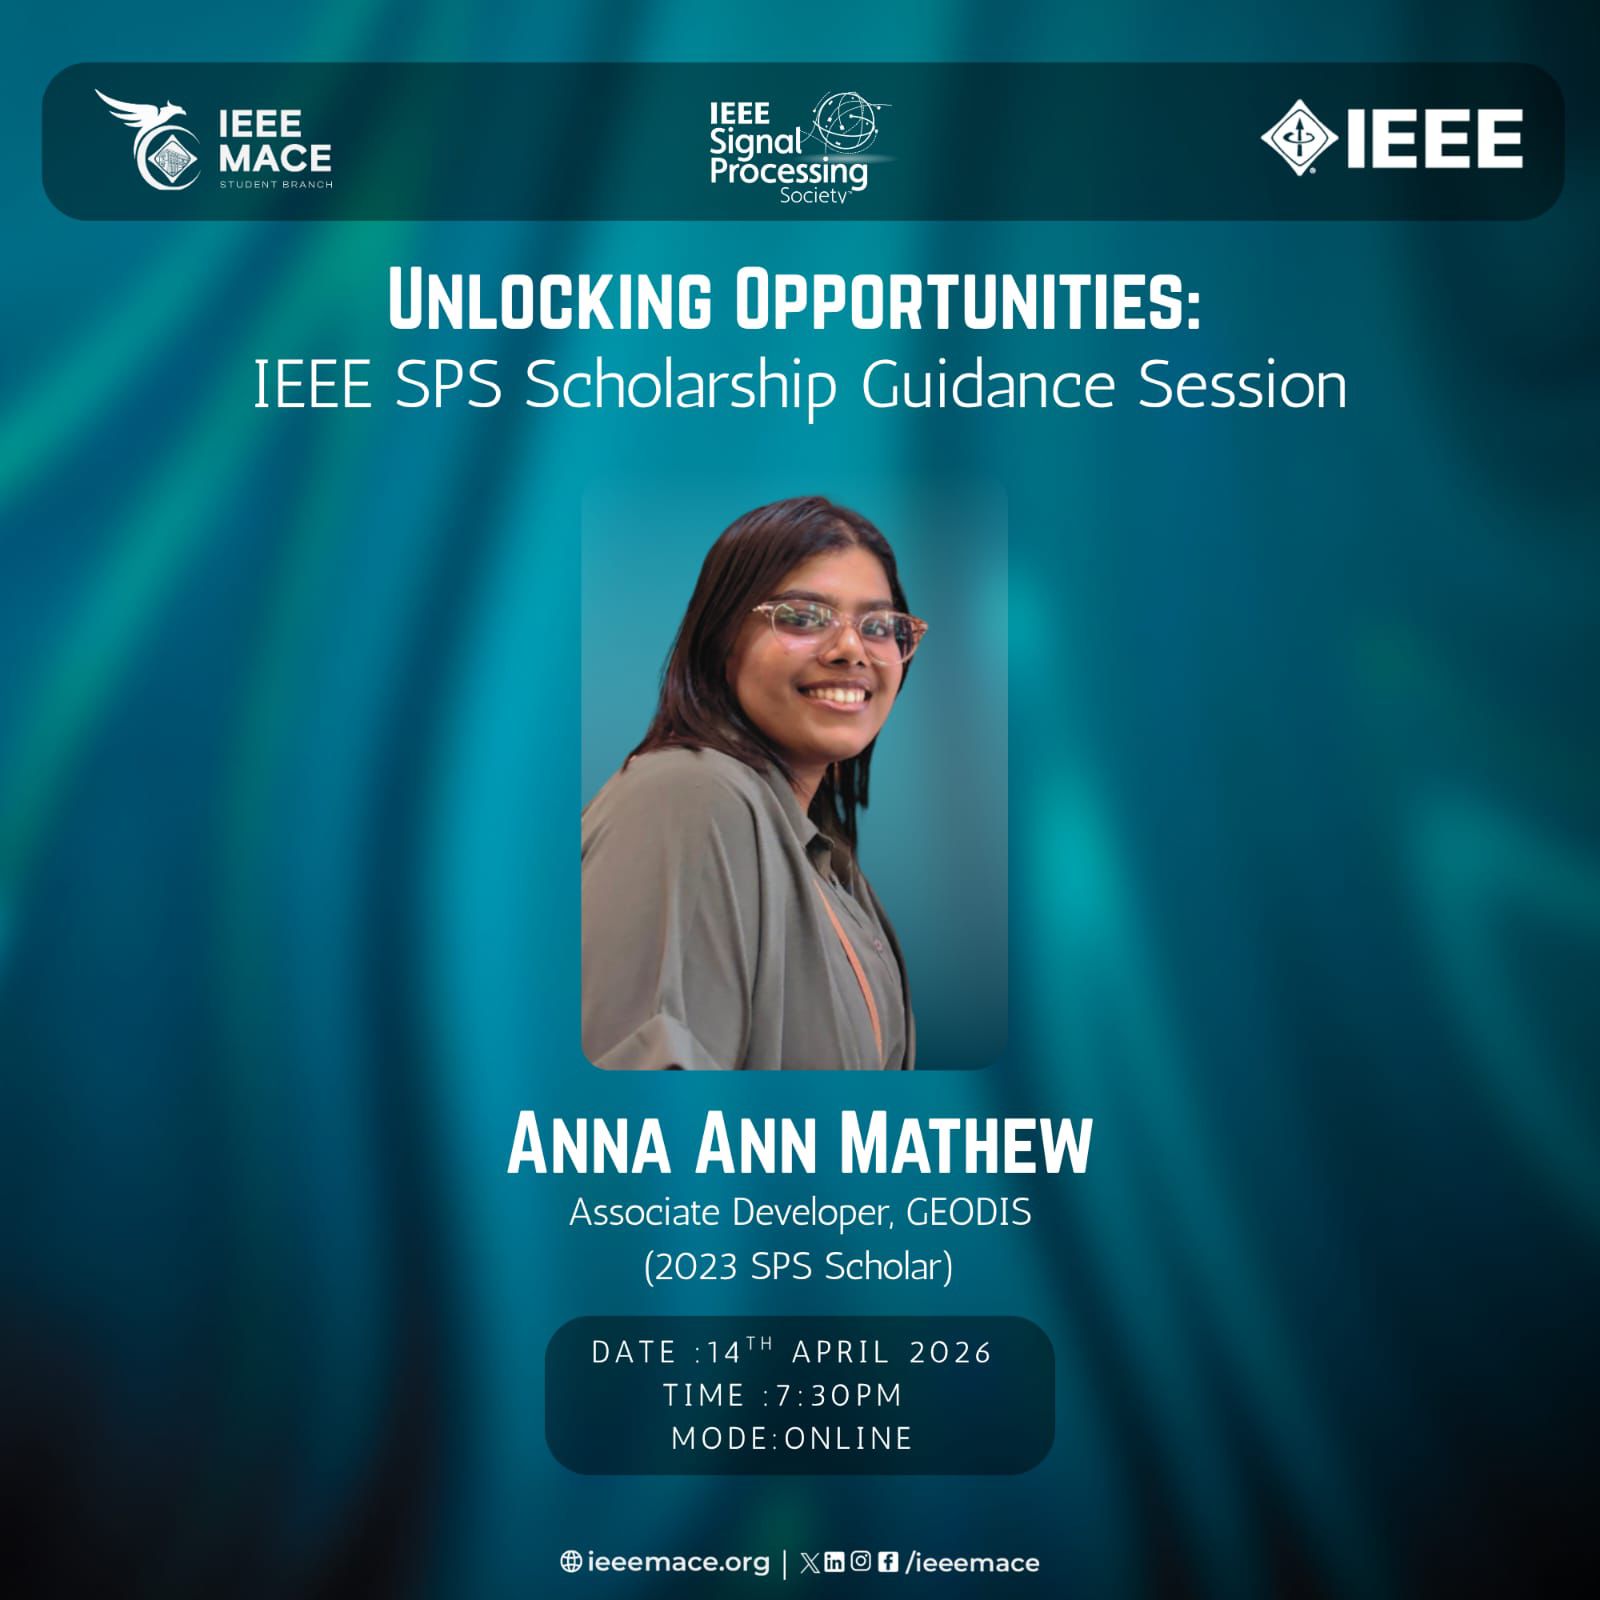 IEEE
MACE
STUDENT BRANCH
IEEE
Signal
Processing
Society™
IEEE
UNLOCKING OPPORTUNITIES:
IEEE SPS Scholarship Guidance Session
ANNA ANN MATHEW
Associate Developer, GEODIS
(2023 SPS Scholar)
DATE :14TH APRIL 2026
TIME :7:30PM
MODE:ONLINE
ieeemace.org | /ieeemace